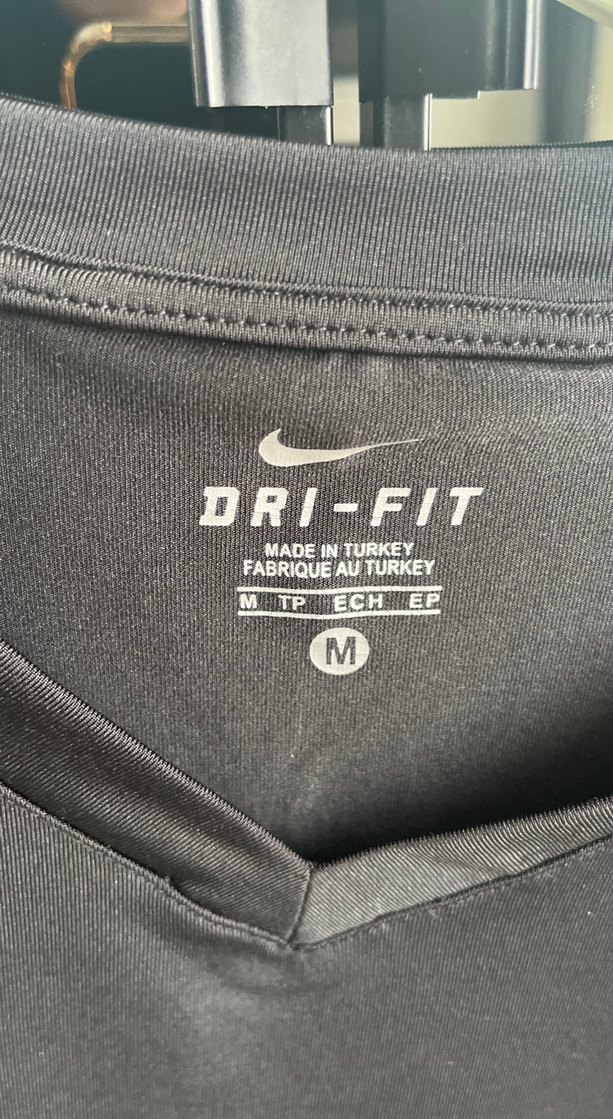 DRI-FIT
MADE IN TURKEY
FABRIQUE AU TURKEY
M TP ECH EP
M